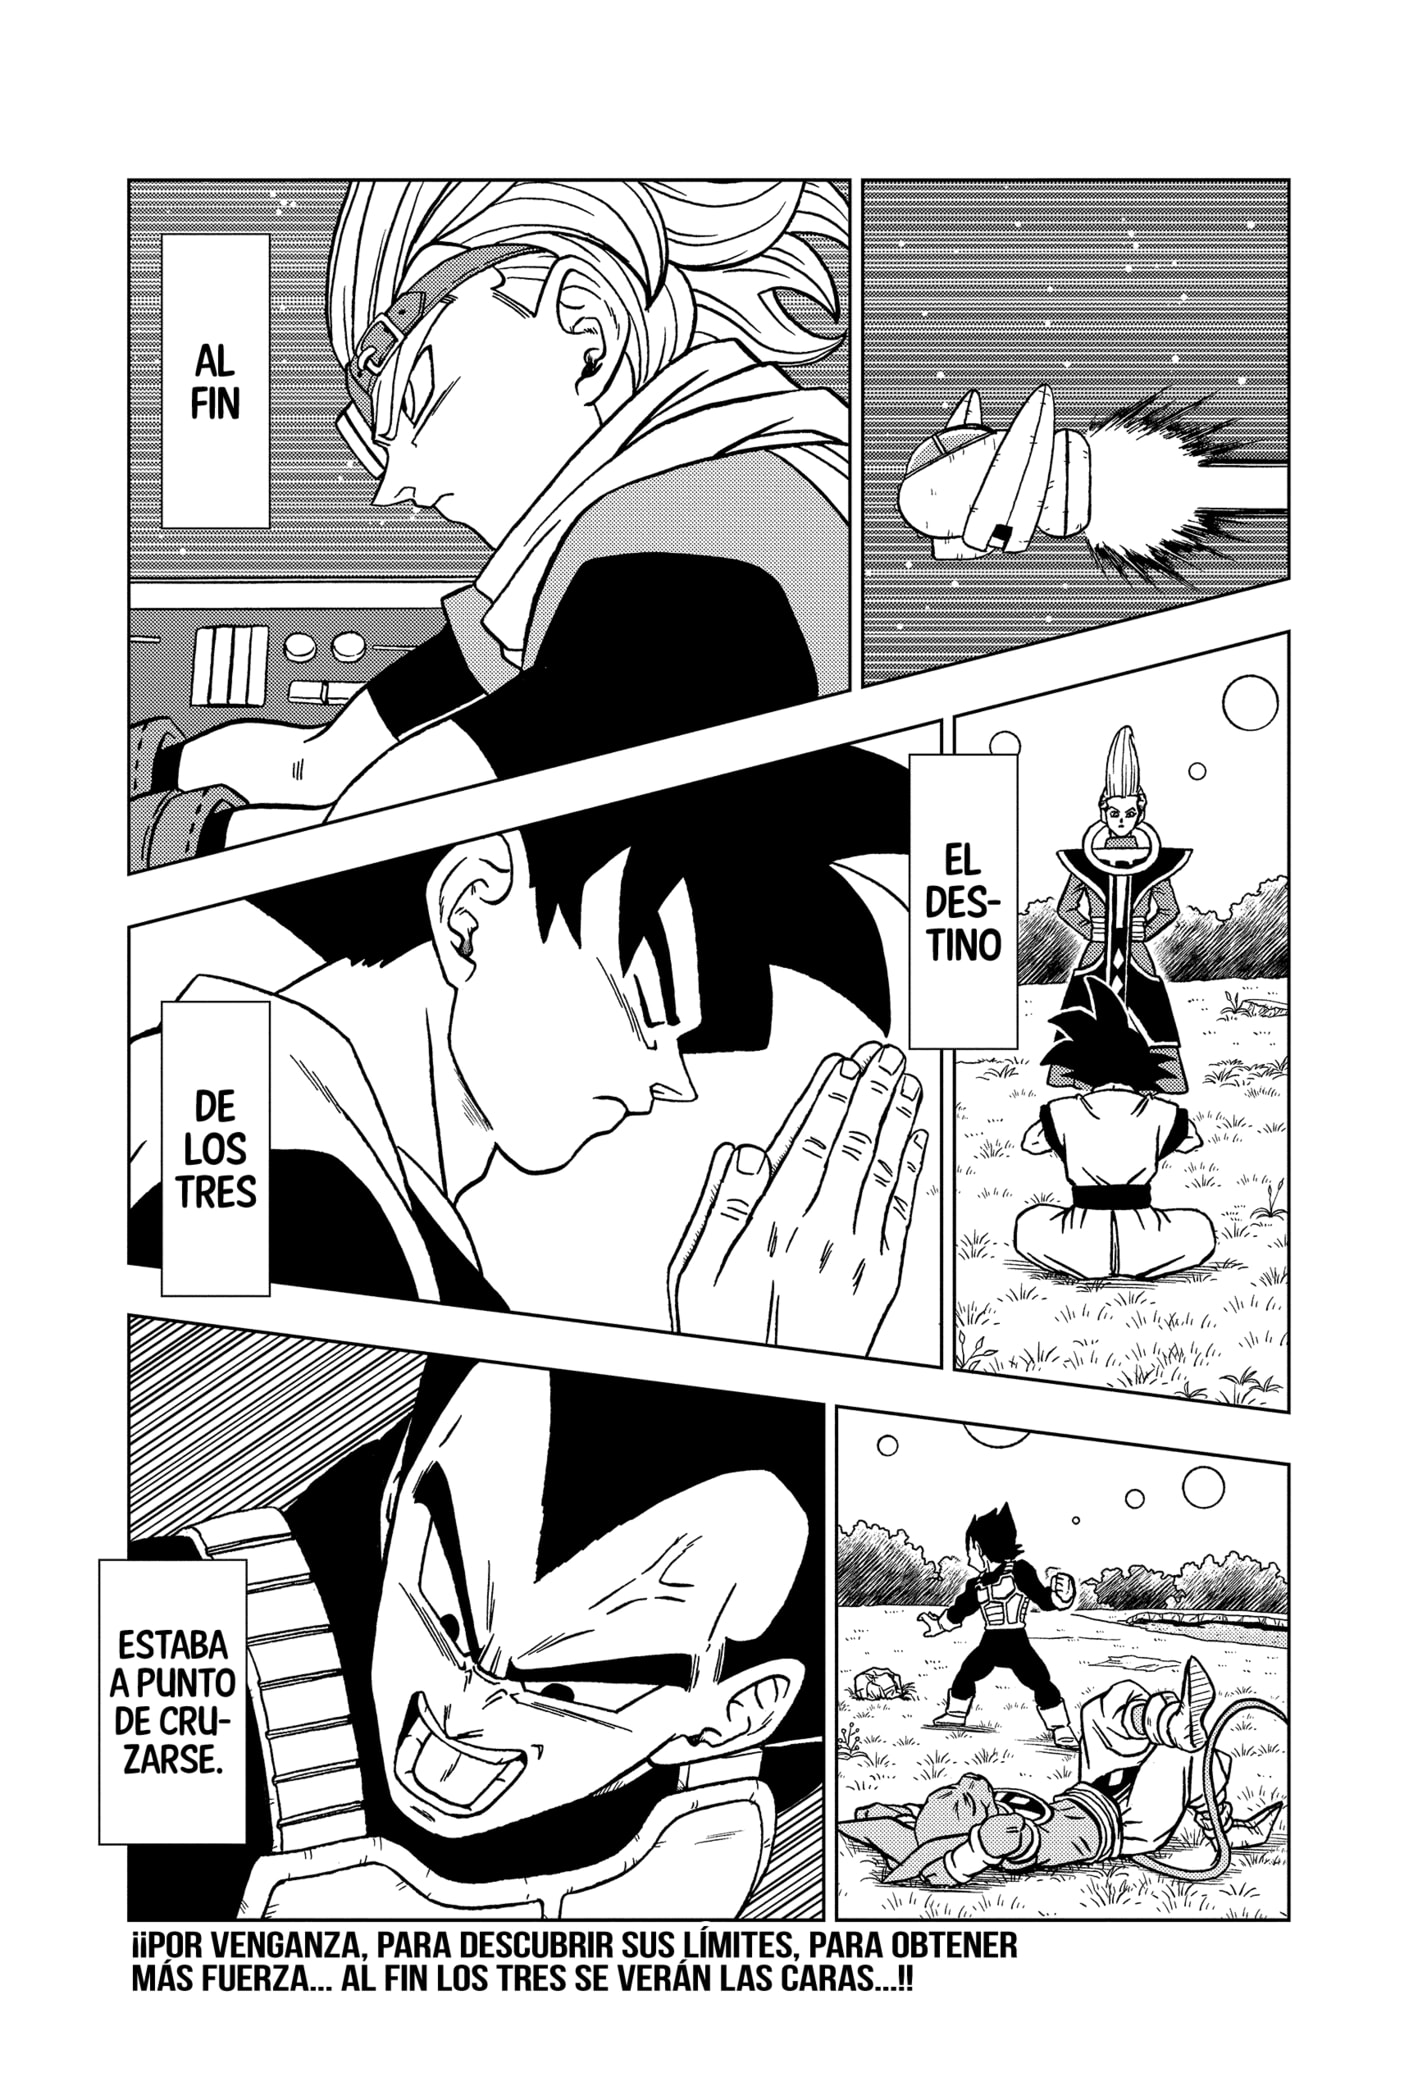 AL
FIN
EL
DES-
TINO
DE
LOS
TRES
ESTABA
A PUNTO
DE CRU-
ZARSE.
¡¡POR VENGANZA, PARA DESCUBRIR SUS LÍMITES, PARA OBTENER
MÁS FUERZA... AL FIN LOS TRES SE VERÁN LAS CARAS...!!